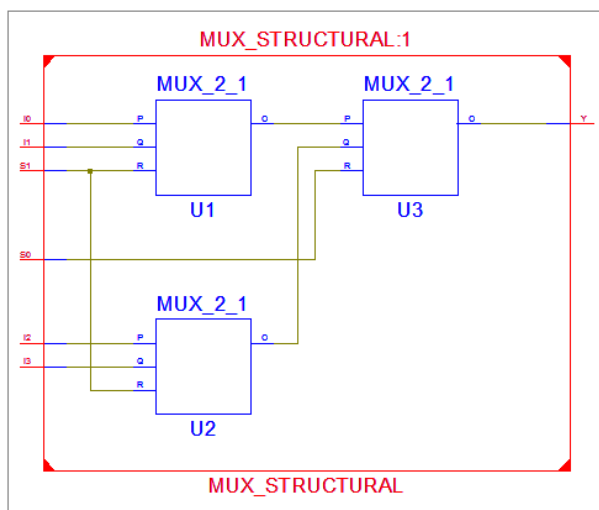 MUX_STRUCTURAL:1
MUX_2_1 MUX_2_1
I0 P O P O Y
I1 Q Q
S1 R R
U1 U3
S0
MUX_2_1
I2 P O
I3 Q
R
U2
MUX_STRUCTURAL